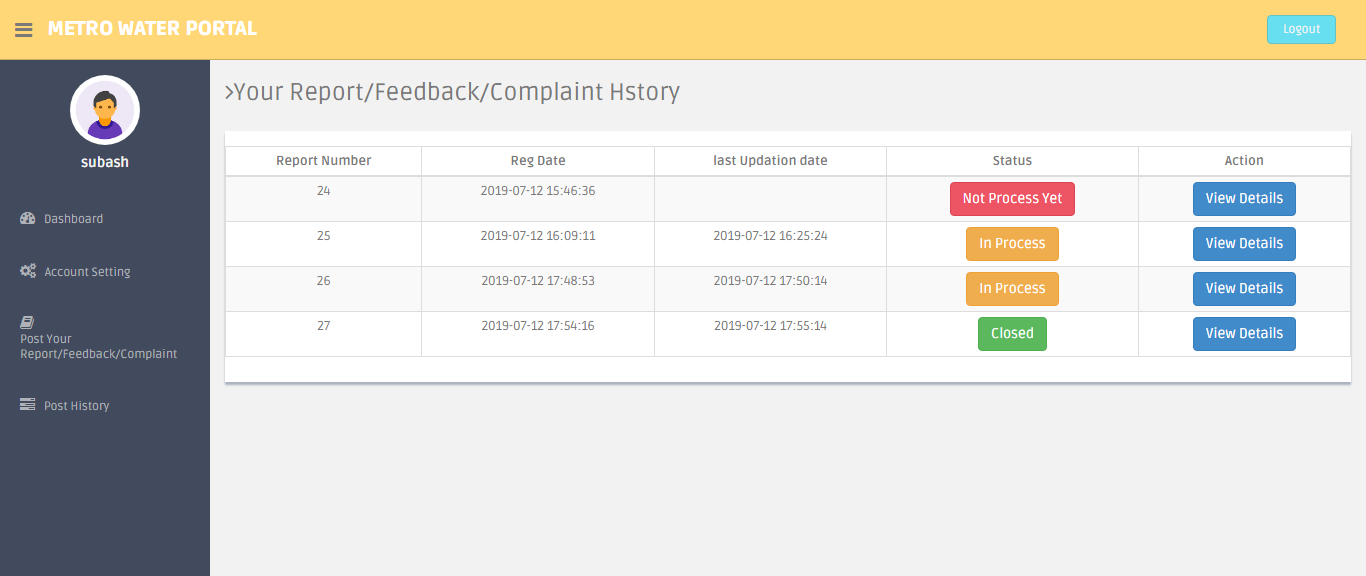 METRO WATER PORTAL
Logout
subash
Dashboard
Account Setting
Post Your
Report/Feedback/Complaint
Post History
>Your Report/Feedback/Complaint Hstory
Report Number Reg Date last Updation date Status Action
24 2019-07-12 15:46:36 Not Process Yet View Details
25 2019-07-12 16:09:11 2019-07-12 16:25:24 In Process View Details
26 2019-07-12 17:48:53 2019-07-12 17:50:14 In Process View Details
27 2019-07-12 17:54:16 2019-07-12 17:55:14 Closed View Details